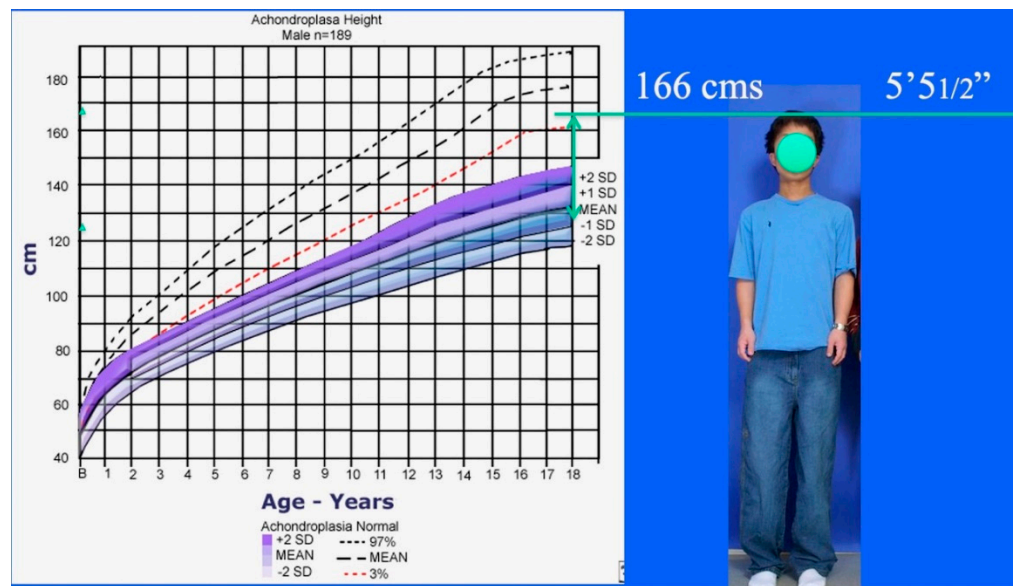 Achondroplasa Height
Male n=189
180
160
140
120
100
80
60
40
cm
B 1 2 3 4 5 6 7 8 9 10 11 12 13 14 15 16 17 18
Age - Years
+2 SD
+1 SD
MEAN
-1 SD
-2 SD
Achondroplasia Normal
+2 SD 97%
MEAN MEAN
-2 SD 3%
166 cms 5’5 1/2”